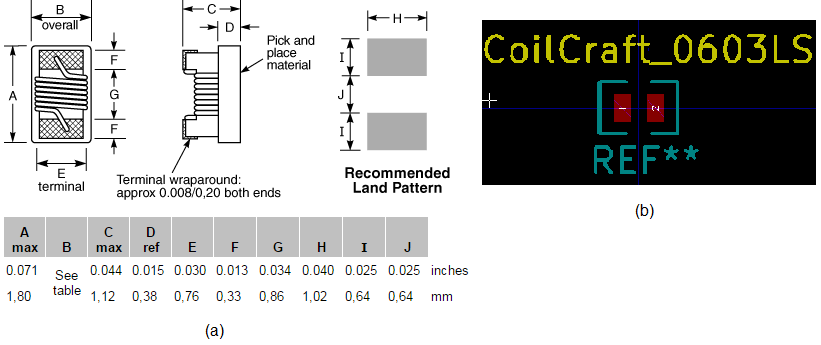 B
overall
F
A
G
F
E
terminal
C
D
Pick and
place
material
Terminal wraparound:
approx 0.008/0,20 both ends
H
I
J
I
Recommended
Land Pattern
A max B C max D ref E F G H I J
0.071 See table 0.044 0.015 0.030 0.013 0.034 0.040 0.025 0.025 inches
1,80 1,12 0,38 0,76 0,33 0,86 1,02 0,64 0,64 mm
(a)
CoilCraft_0603LS
1 2
REF**
(b)